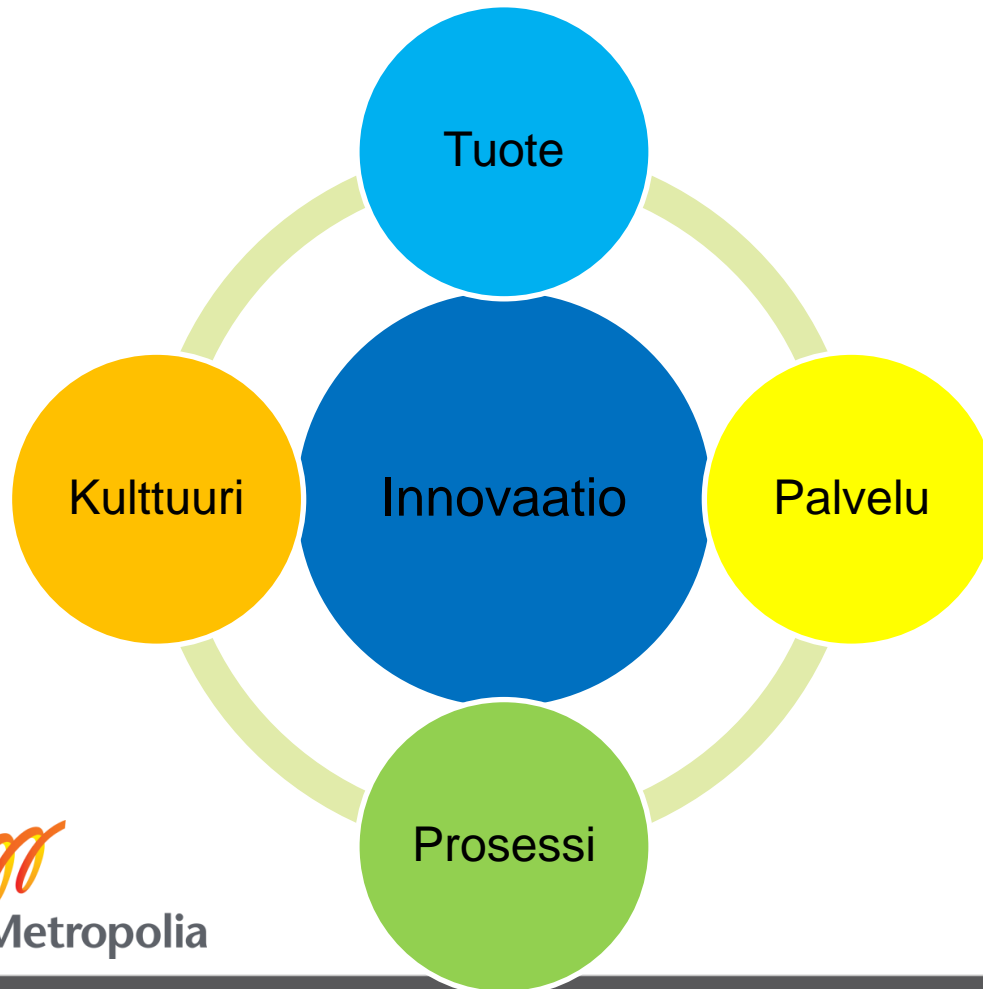 Tuote
Kulttuuri
Innovaatio
Palvelu
Prosessi
Metropolia